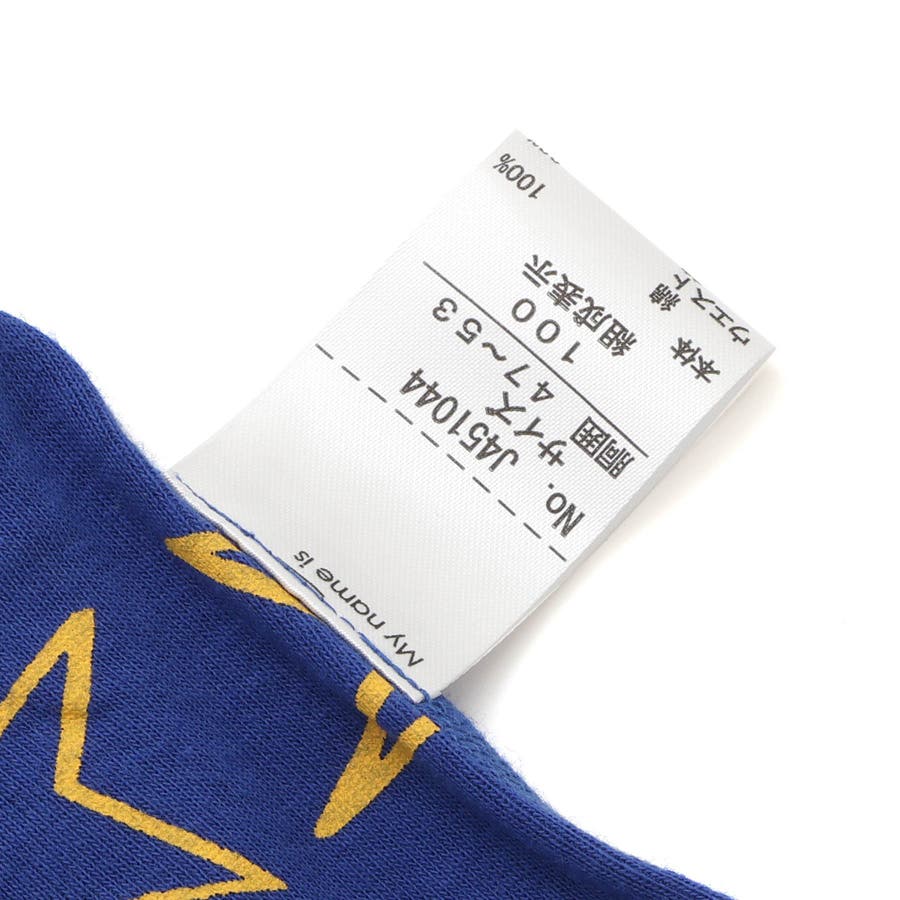 My name is
No. J451044
サイズ 100
胴囲 47～53
組成表示
本体 綿 100%
ウエスト